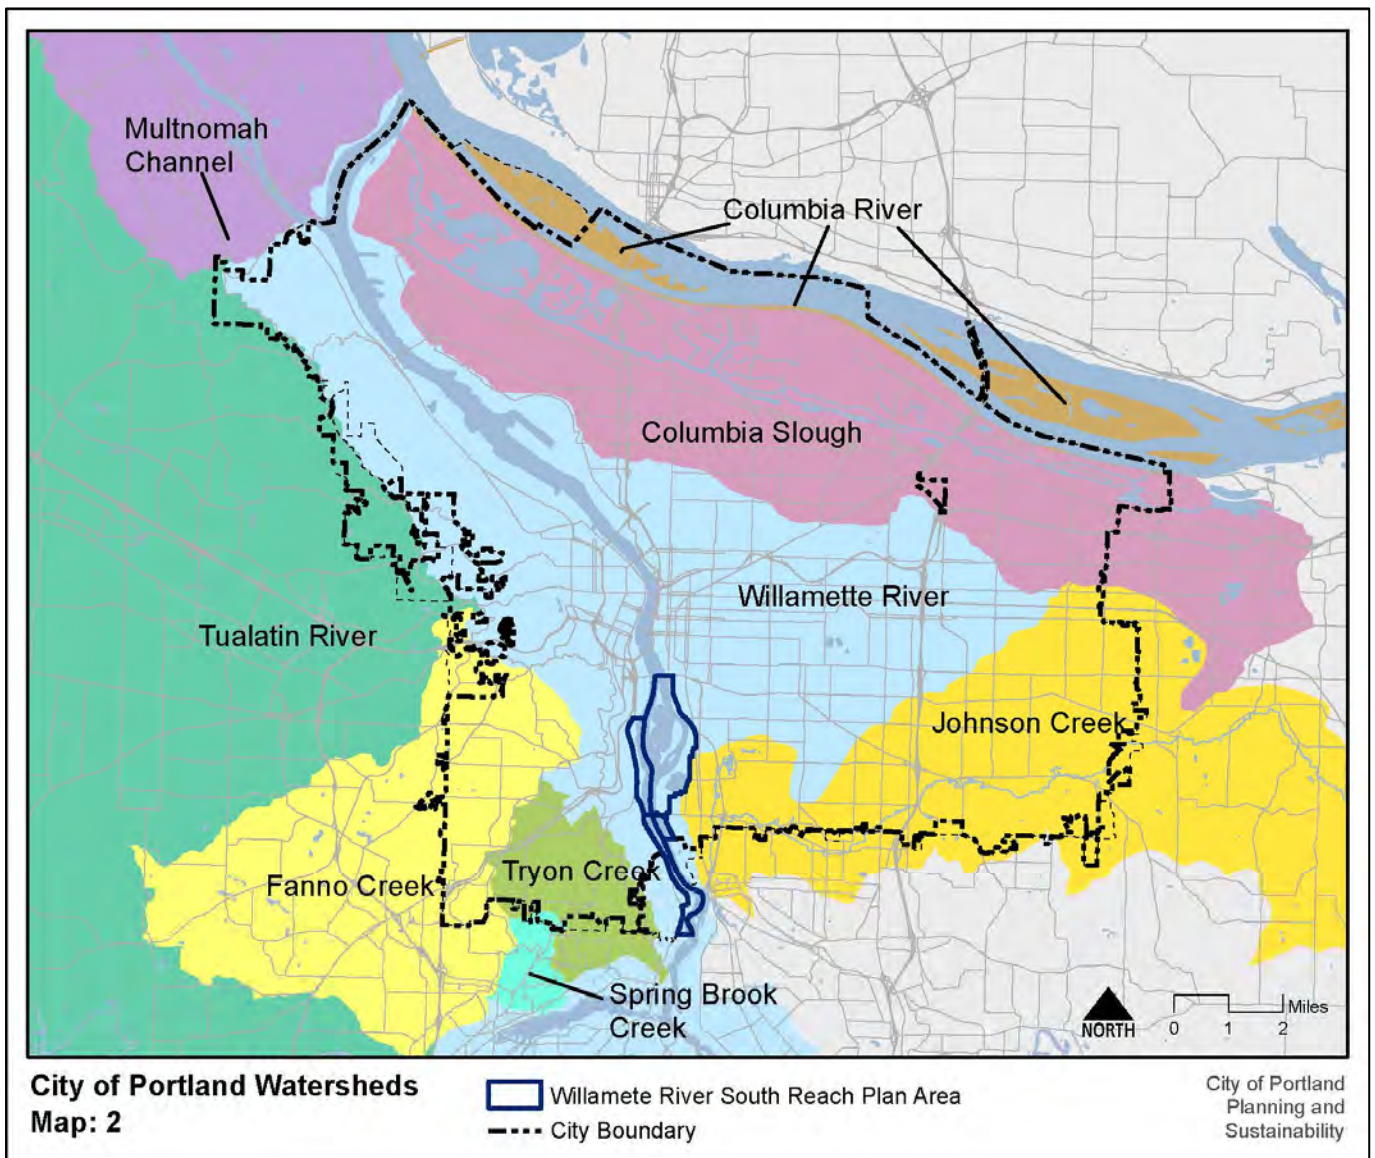 Multnomah
Channel
Columbia River
Columbia Slough
Willamette River
Tualatin River
Johnson Creek
Fanno Creek
Tryon Creek
Spring Brook
Creek
NORTH
0 1 2
Miles
City of Portland Watersheds
Map: 2
Willamete River South Reach Plan Area
City Boundary
City of Portland
Planning and
Sustainability